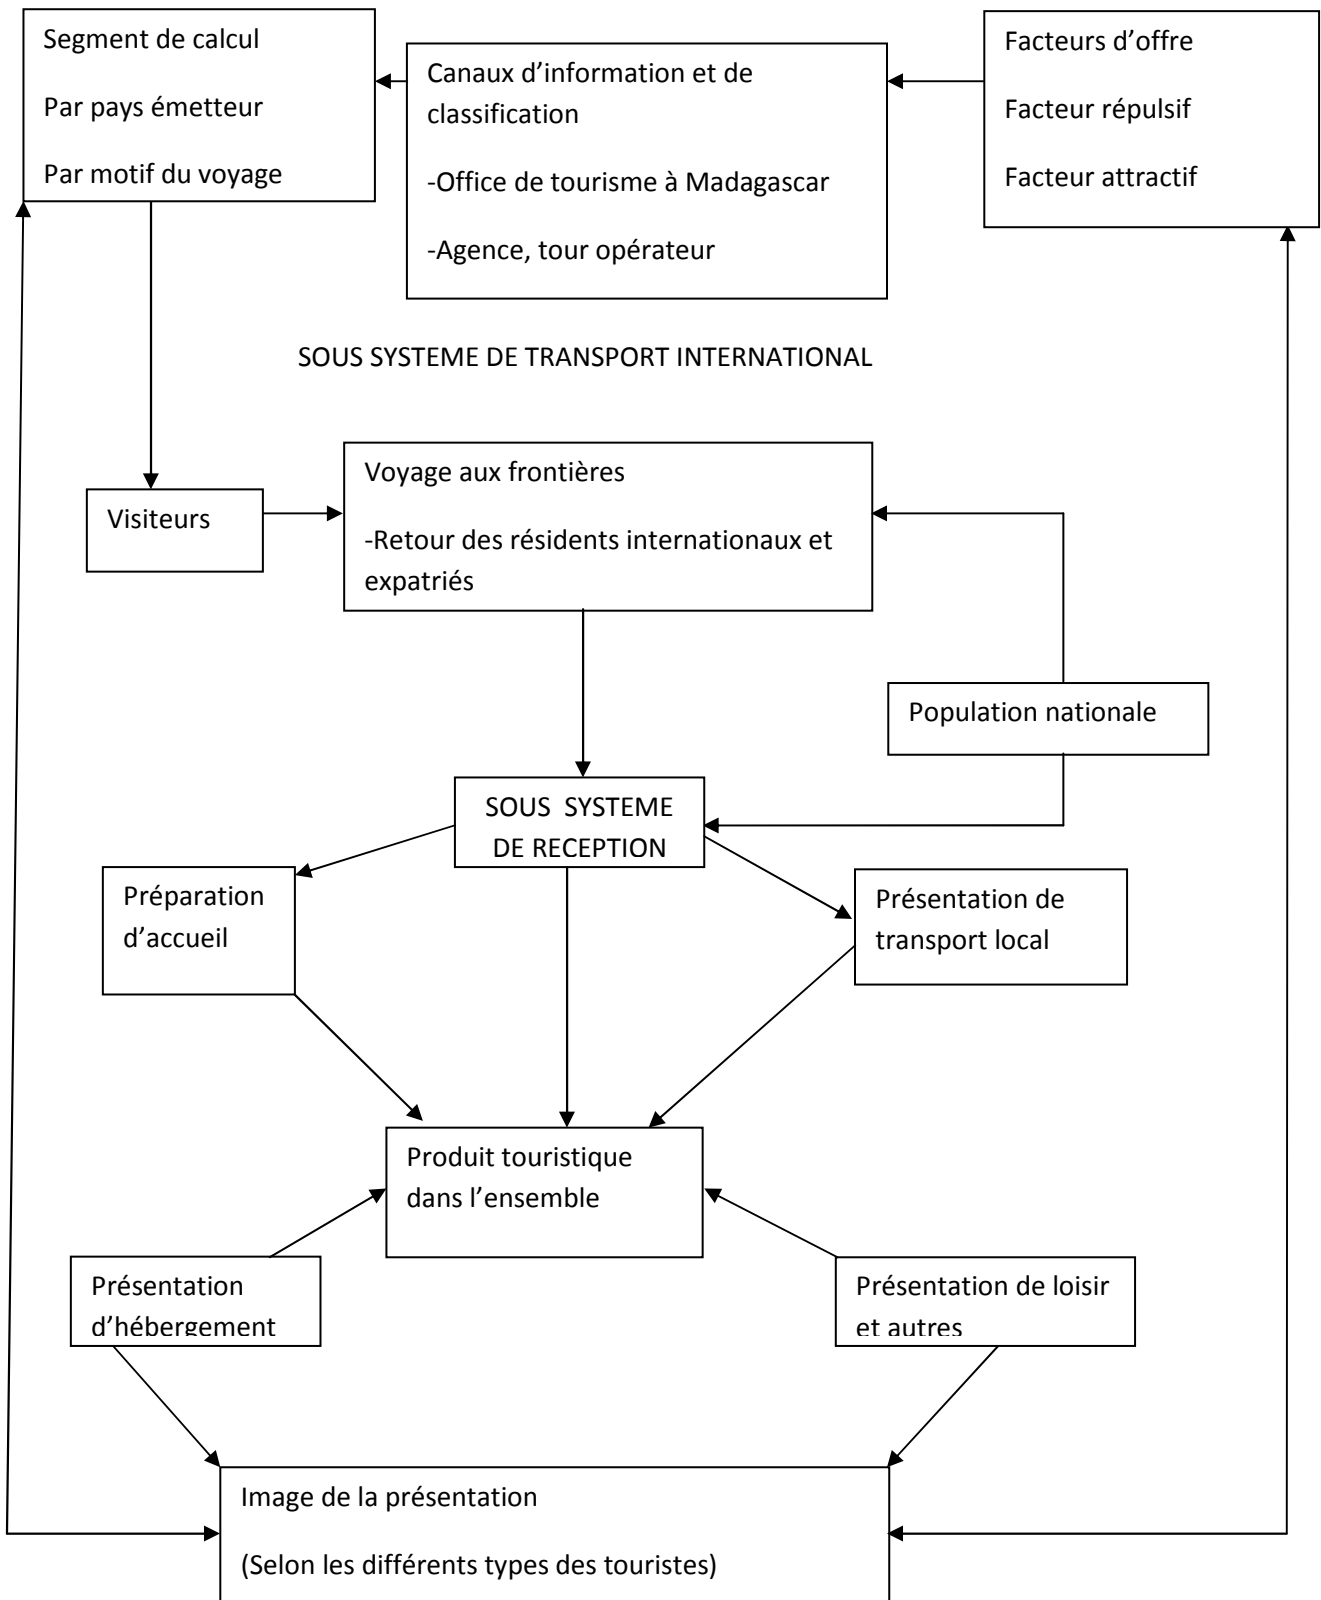 Segment de calcul
Par pays émetteur
Par motif du voyage
Canaux d’information et de
classification
-Office de tourisme à Madagascar
-Agence, tour opérateur
Facteurs d’offre
Facteur répulsif
Facteur attractif
SOUS SYSTEME DE TRANSPORT INTERNATIONAL
Visiteurs
Voyage aux frontières
-Retour des résidents internationaux et
expatriés
Population nationale
SOUS SYSTEME
DE RECEPTION
Préparation
d’accueil
Présentation de
transport local
Produit touristique
dans l’ensemble
Présentation
d’hébergement
Présentation de loisir
et autres
Image de la présentation
(Selon les différents types des touristes)